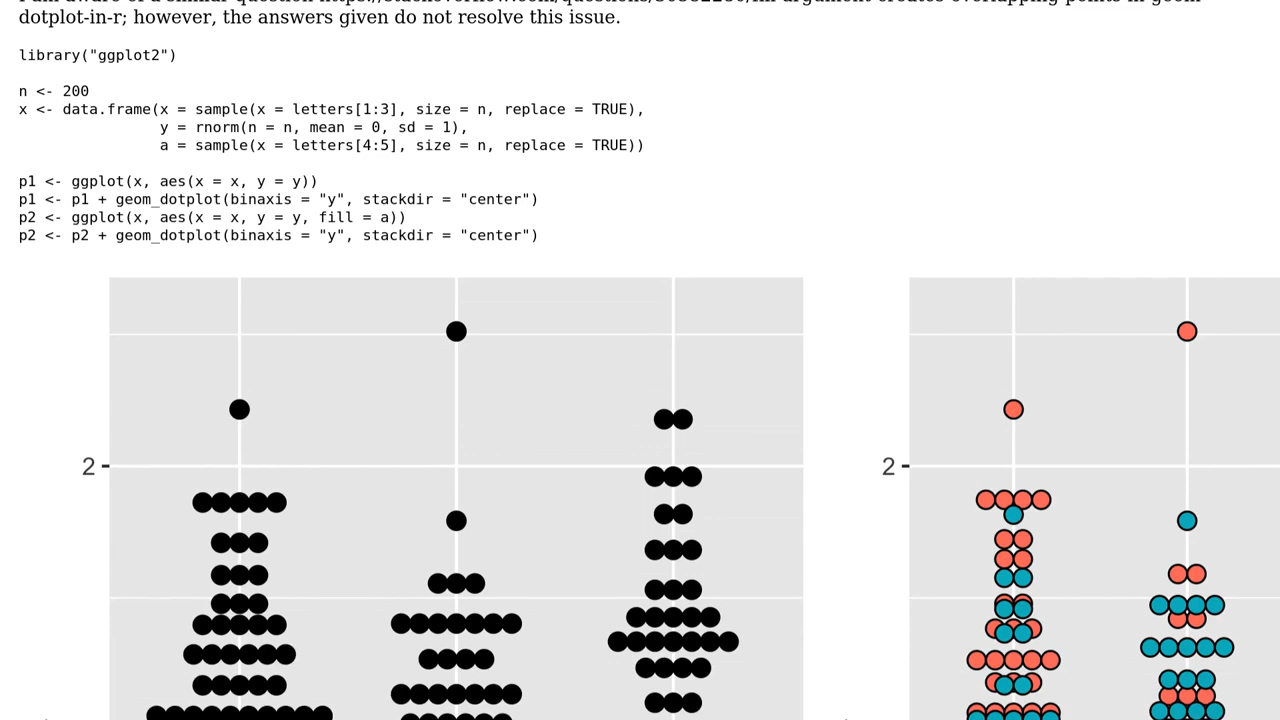 dotplot-in-r; however, the answers given do not resolve this issue.
library("ggplot2")
n <- 200
x <- data.frame(x = sample(x = letters[1:3], size = n, replace = TRUE),
                y = rnorm(n = n, mean = 0, sd = 1),
                a = sample(x = letters[4:5], size = n, replace = TRUE))
p1 <- ggplot(x, aes(x = x, y = y))
p1 <- p1 + geom_dotplot(binaxis = "y", stackdir = "center")
p2 <- ggplot(x, aes(x = x, y = y, fill = a))
p2 <- p2 + geom_dotplot(binaxis = "y", stackdir = "center")
2
2